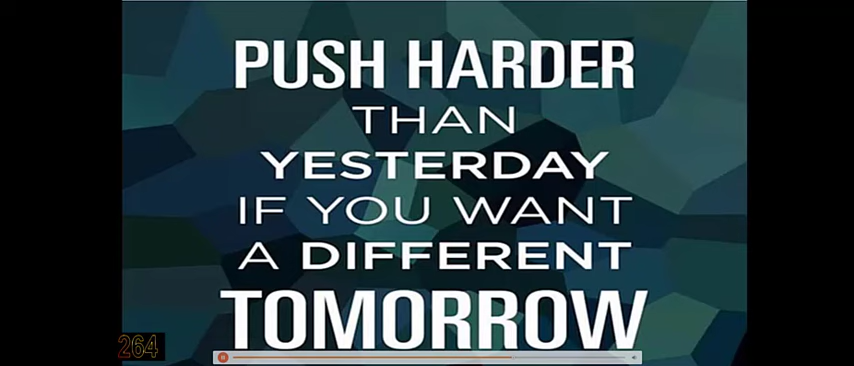 PUSH HARDER
THAN
YESTERDAY
IF YOU WANT
A DIFFERENT
TOMORROW
264